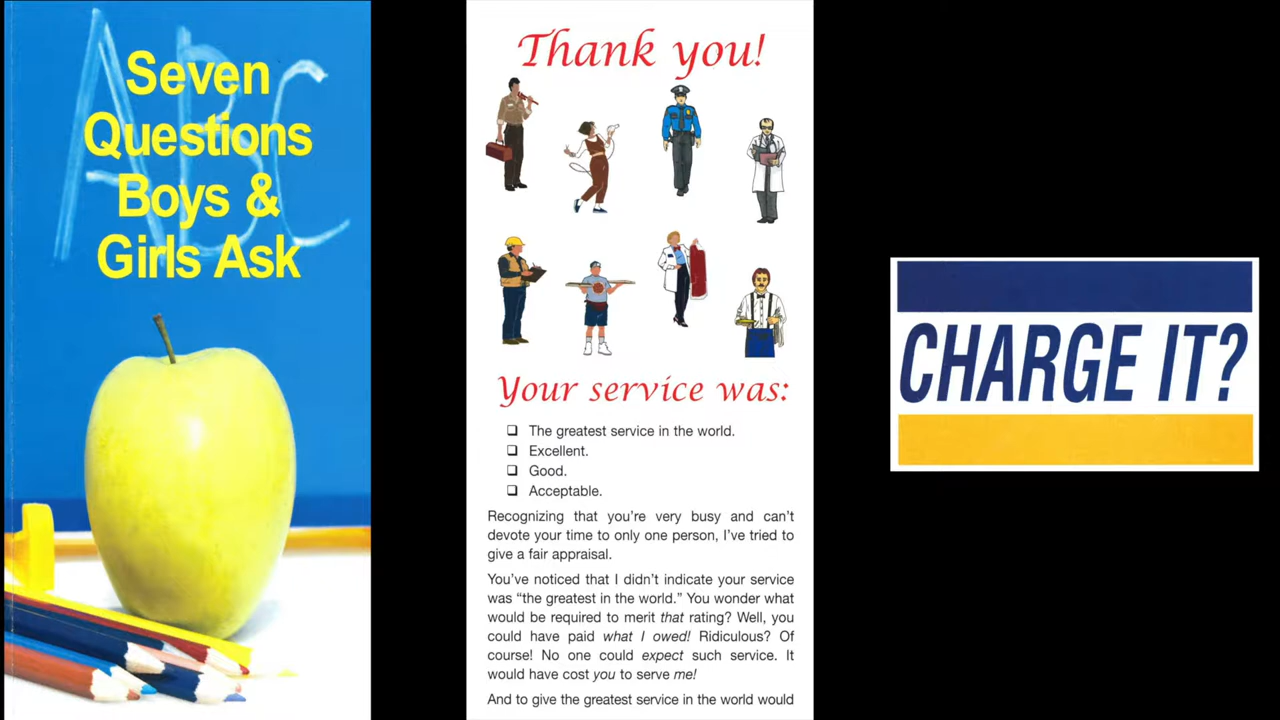 ABC
Seven
Questions
Boys &
Girls Ask
Thank you!
Your service was:
❏ The greatest service in the world.
❏ Excellent.
❏ Good.
❏ Acceptable.
Recognizing that you're very busy and can't
devote your time to only one person, I've tried to
give a fair appraisal.
You've noticed that I didn't indicate your service
was “the greatest in the world.” You wonder what
would be required to merit that rating? Well, you
could have paid what I owed! Ridiculous? Of
course! No one could expect such service. It
would have cost you to serve me!
And to give the greatest service in the world would
CHARGE IT?